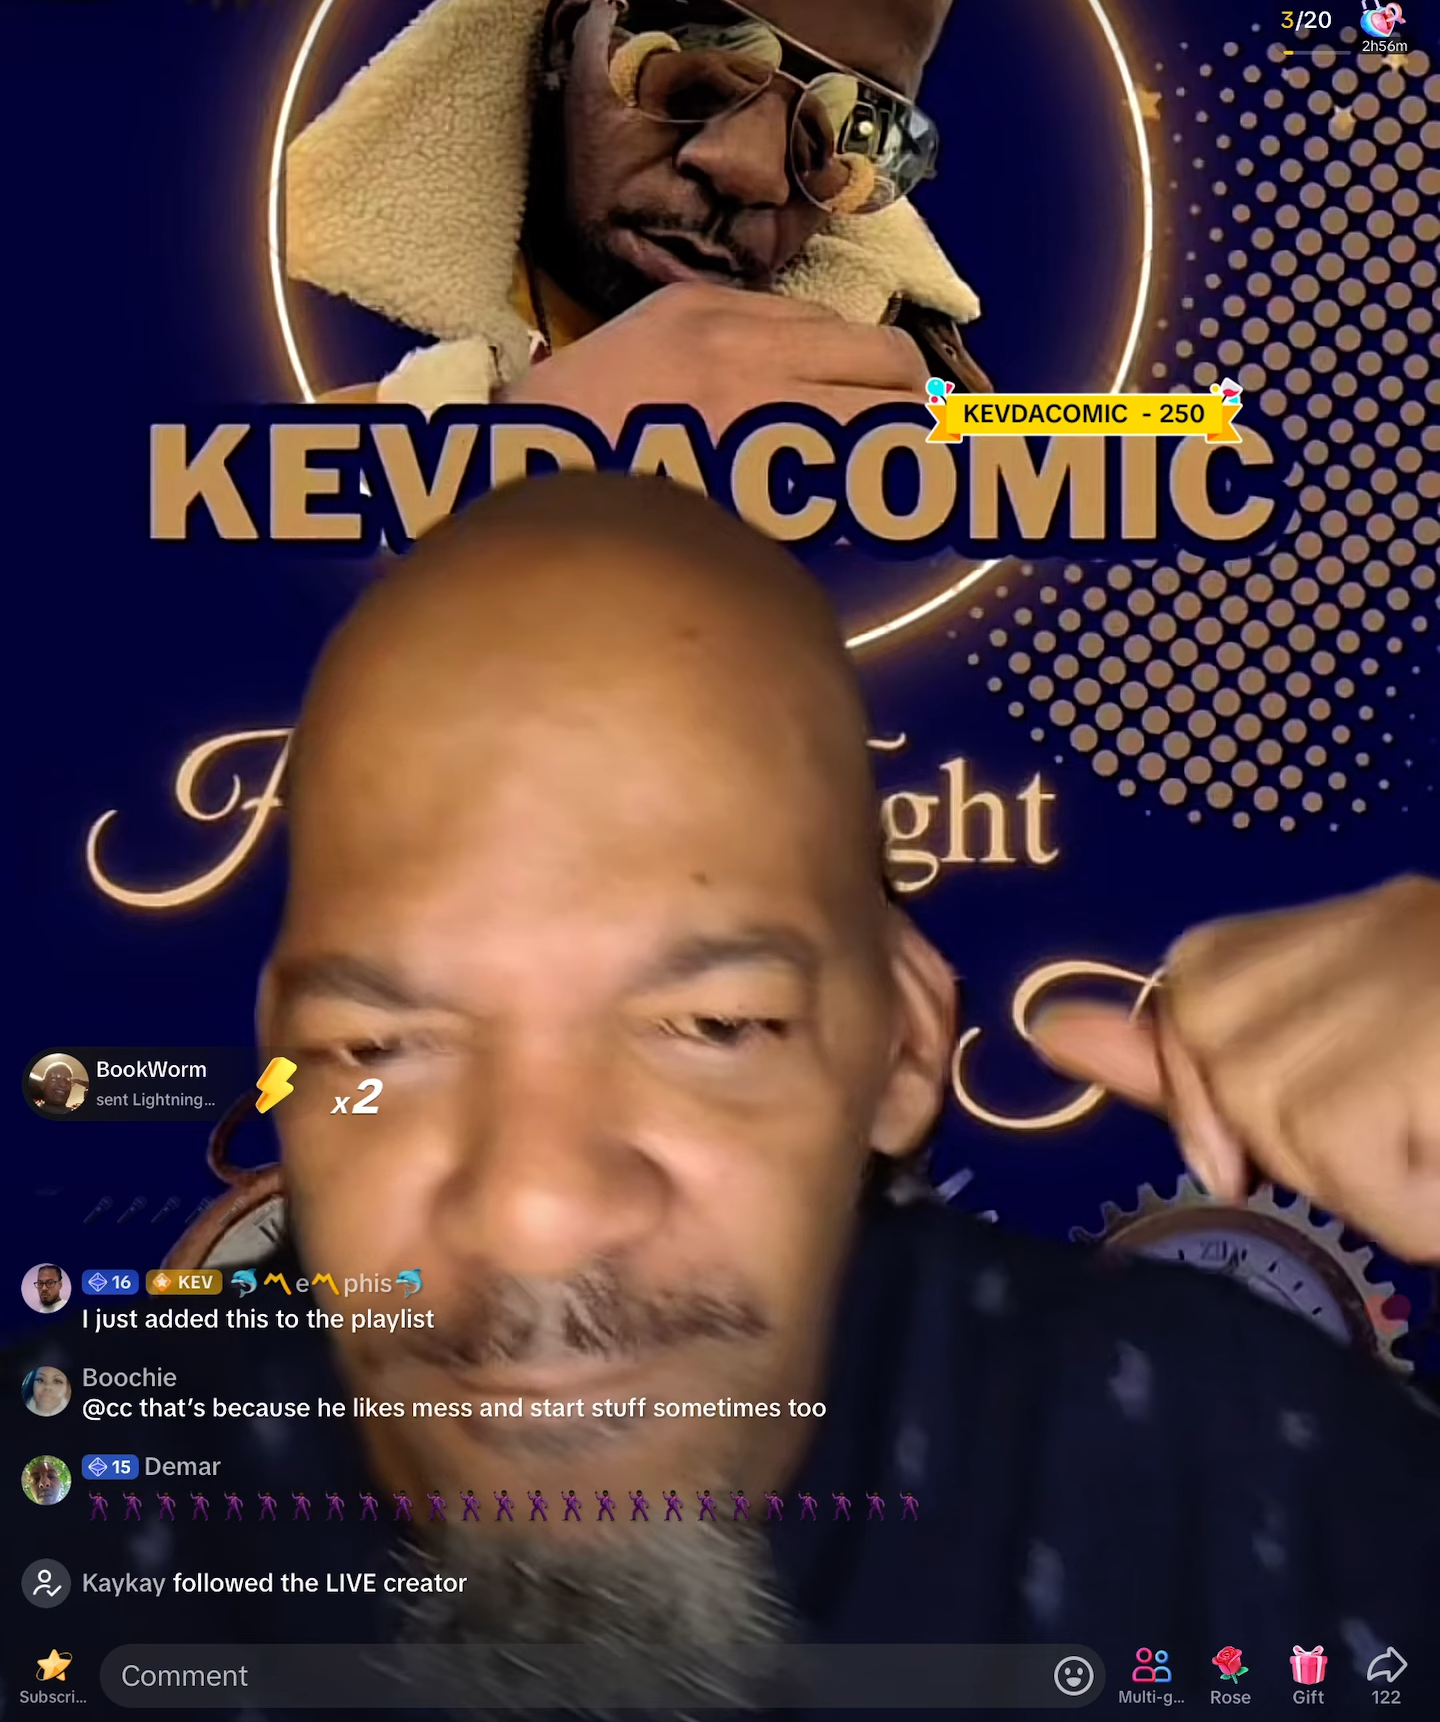 3/20
2h56m
KEVDACOMIC - 250
KEVDACOMIC
ght
BookWorm
sent Lightning...
x2
16 KEV 🐬〽️e〽️phis🐬
I just added this to the playlist
Boochie
@cc that's because he likes mess and start stuff sometimes too
15 Demar
Kaykay followed the LIVE creator
Subscri...
Comment
Multi-g...
Rose
Gift
122